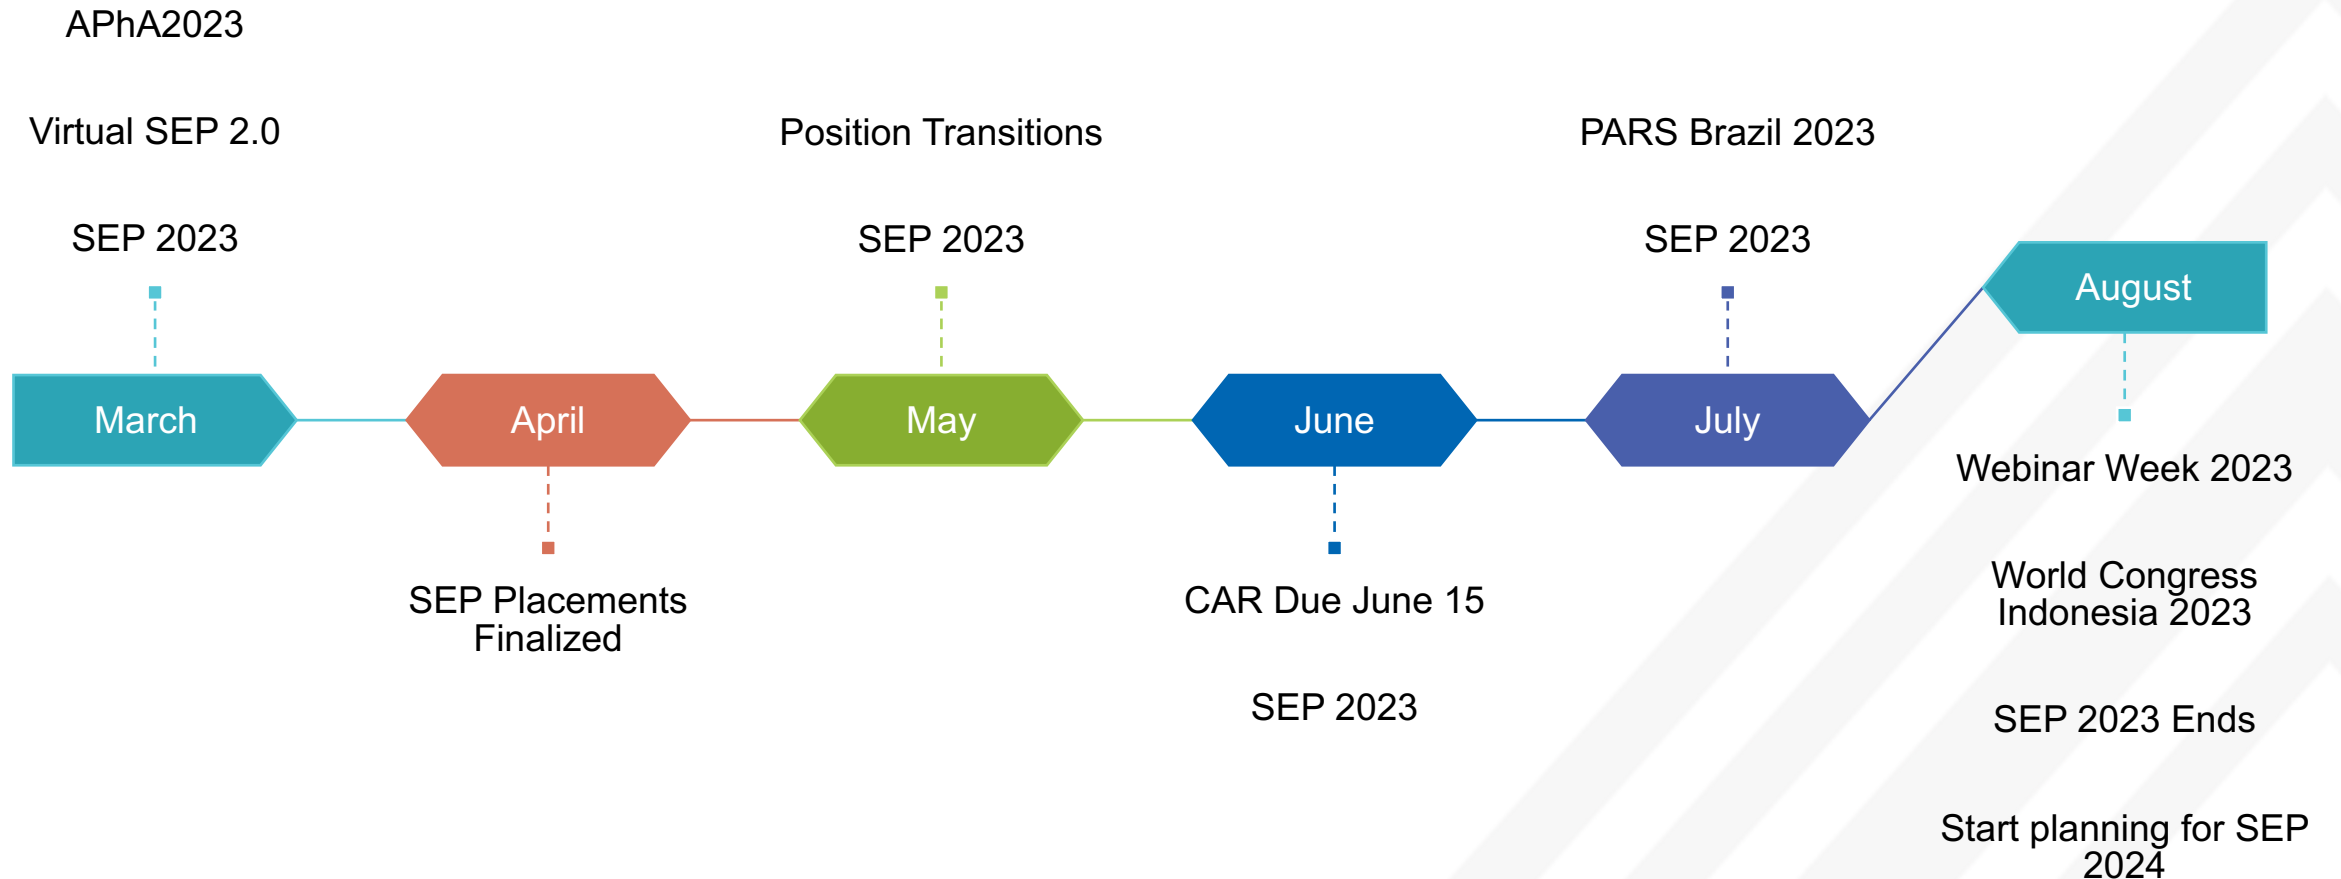 APhA2023
Virtual SEP 2.0
SEP 2023
March
April
SEP Placements
Finalized
Position Transitions
SEP 2023
May
June
CAR Due June 15
SEP 2023
PARS Brazil 2023
SEP 2023
July
August
Webinar Week 2023
World Congress
Indonesia 2023
SEP 2023 Ends
Start planning for SEP
2024